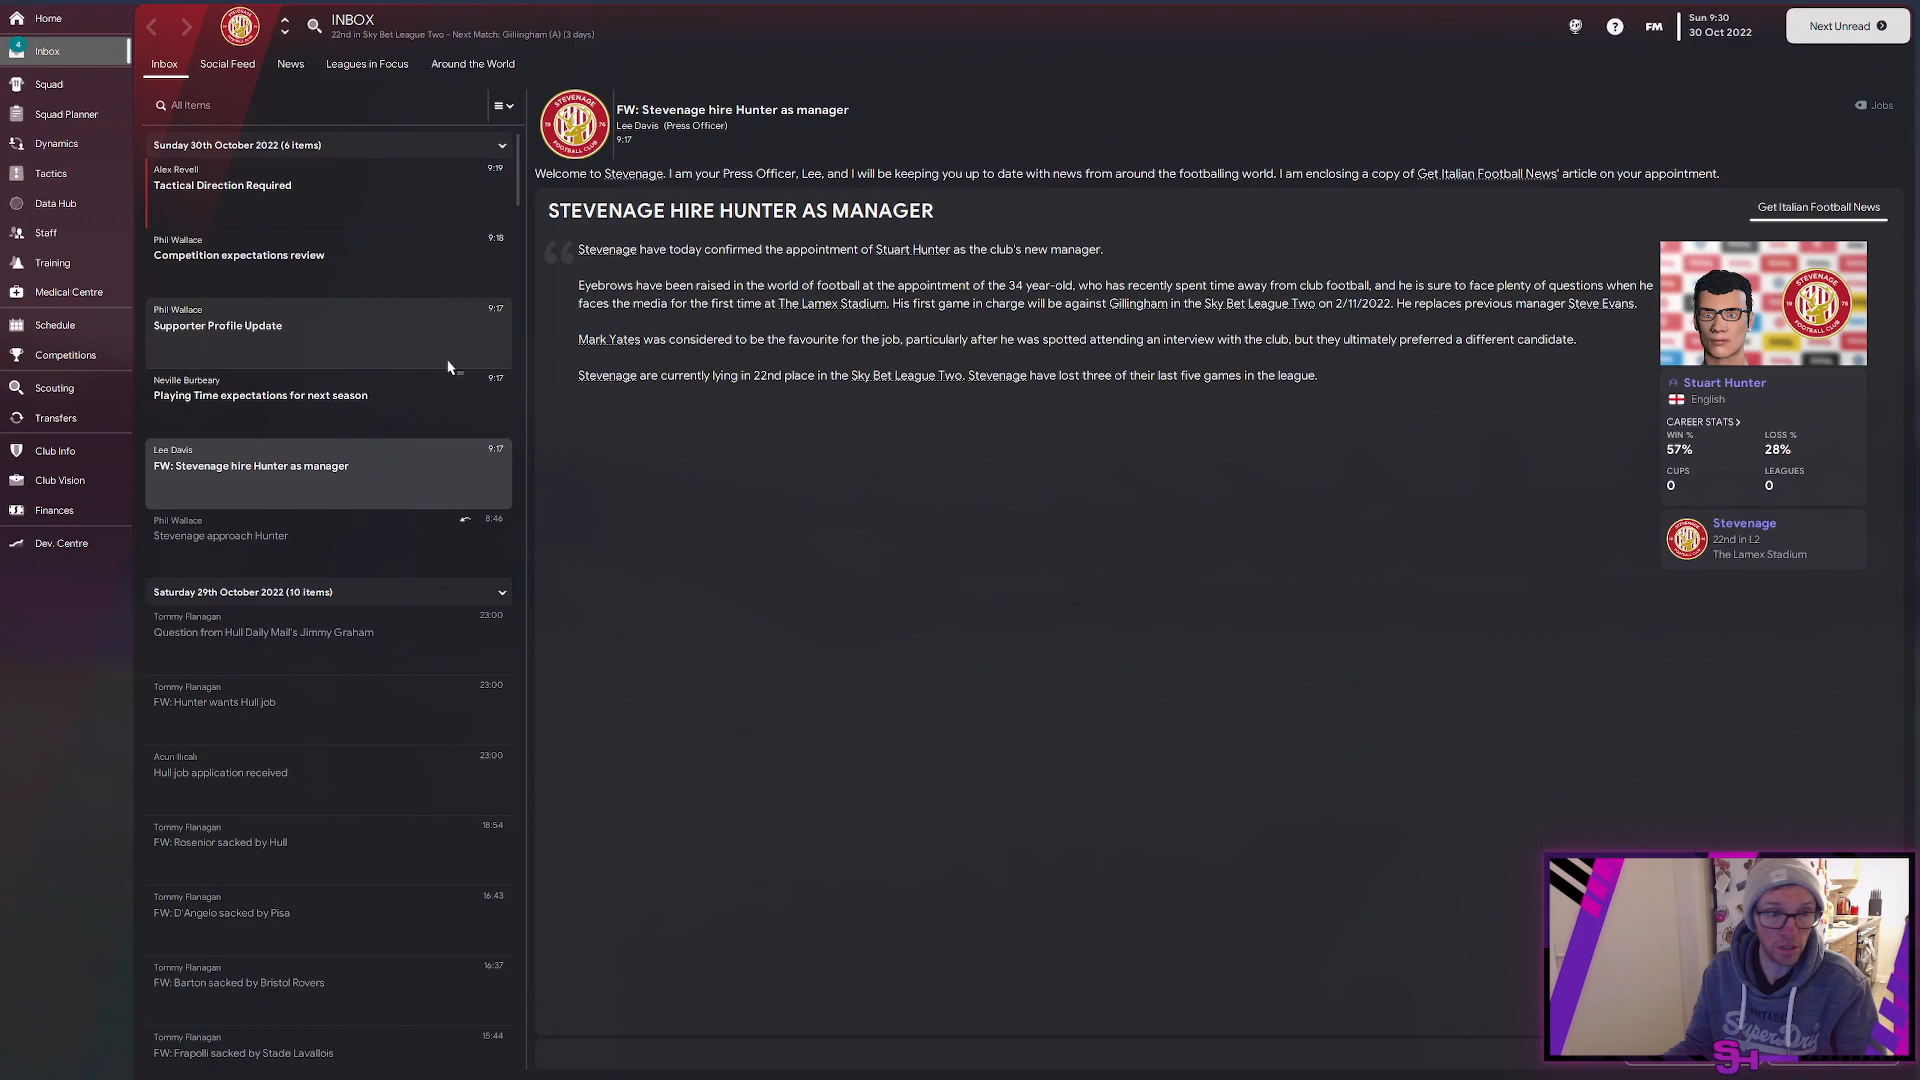 Home
4
Inbox
Squad
Squad Planner
Dynamics
Tactics
Data Hub
Staff
Training
Medical Centre
Schedule
Competitions
Scouting
Transfers
Club Info
Club Vision
Finances
Dev. Centre
INBOX
22nd in Sky Bet League Two - Next Match: Gillingham (A) (3 days)
?
FM
Sun 9:30
30 Oct 2022
Next Unread
Inbox
Social Feed
News
Leagues in Focus
Around the World
All Items
Sunday 30th October 2022 (6 items)
Alex Revell
9:19
Tactical Direction Required
Phil Wallace
9:18
Competition expectations review
Phil Wallace
9:17
Supporter Profile Update
Neville Burbeary
9:17
Playing Time expectations for next season
Lee Davis
9:17
FW: Stevenage hire Hunter as manager
Phil Wallace
8:46
Stevenage approach Hunter
Saturday 29th October 2022 (10 items)
Tommy Flanagan
23:00
Question from Hull Daily Mail's Jimmy Graham
Tommy Flanagan
23:00
FW: Hunter wants Hull job
Acun Ilıcalı
23:00
Hull job application received
Tommy Flanagan
18:54
FW: Rosenior sacked by Hull
Tommy Flanagan
16:43
FW: D'Angelo sacked by Pisa
Tommy Flanagan
16:37
FW: Barton sacked by Bristol Rovers
Tommy Flanagan
15:44
FW: Frapolli sacked by Stade Lavallois
STEVENAGE
19 76
FOOTBALL CLUB
FW: Stevenage hire Hunter as manager
Lee Davis (Press Officer)
9:17
Jobs
Welcome to Stevenage. I am your Press Officer, Lee, and I will be keeping you up to date with news from around the footballing world. I am enclosing a copy of Get Italian Football News' article on your appointment.
STEVENAGE HIRE HUNTER AS MANAGER
Get Italian Football News
Stevenage have today confirmed the appointment of Stuart Hunter as the club's new manager.
Eyebrows have been raised in the world of football at the appointment of the 34 year-old, who has recently spent time away from club football, and he is sure to face plenty of questions when he
faces the media for the first time at The Lamex Stadium. His first game in charge will be against Gillingham in the Sky Bet League Two on 2/11/2022. He replaces previous manager Steve Evans.
Mark Yates was considered to be the favourite for the job, particularly after he was spotted attending an interview with the club, but they ultimately preferred a different candidate.
Stevenage are currently lying in 22nd place in the Sky Bet League Two. Stevenage have lost three of their last five games in the league.
Stuart Hunter
English
CAREER STATS
WIN %
LOSS %
57%
28%
CUPS
LEAGUES
0
0
Stevenage
22nd in L2
The Lamex Stadium
SuperDry
SH